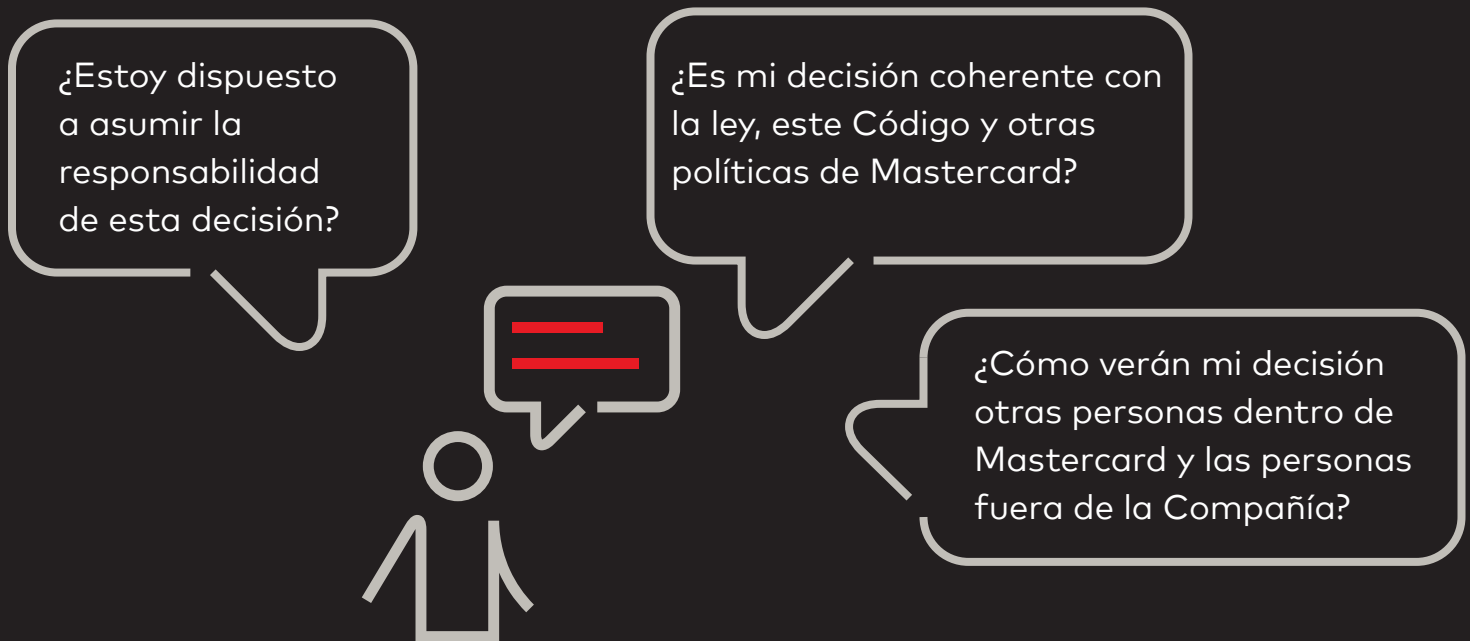 ¿Estoy dispuesto
a asumir la
responsabilidad
de esta decisión?
¿Es mi decisión coherente con
la ley, este Código y otras
políticas de Mastercard?
¿Cómo verán mi decisión
otras personas dentro de
Mastercard y las personas
fuera de la Compañía?